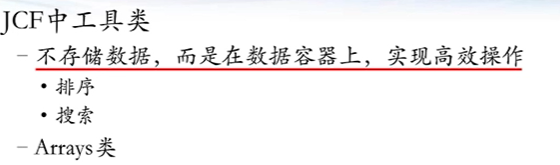 JCF中工具类
– 不存储数据，而是在数据容器上，实现高效操作
• 排序
• 搜索
– Arrays类